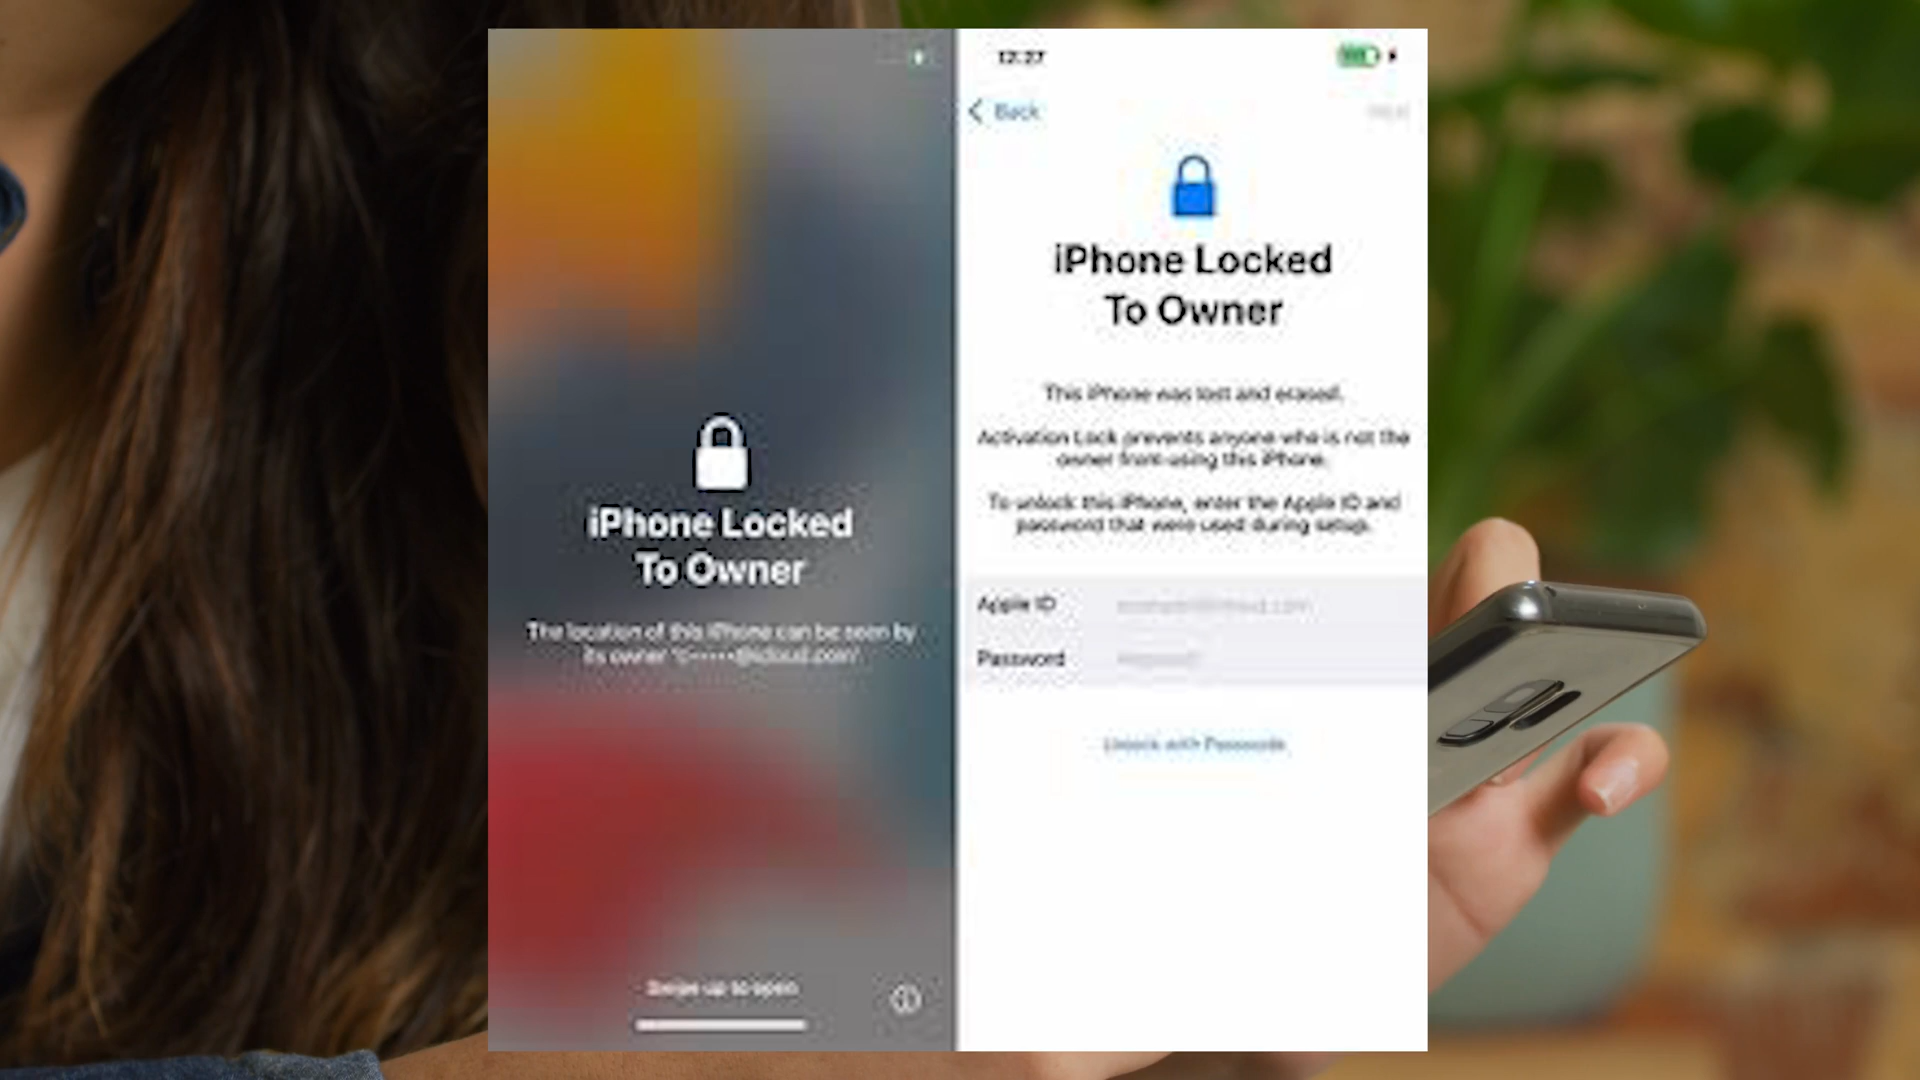 iPhone Locked
To Owner
The location of this iPhone can be seen by
its owner
Swipe up to open
12:27
Back
iPhone Locked
To Owner
This iPhone was lost and erased.
Activation Lock prevents anyone who is not the
owner from using this iPhone.
To unlock this iPhone, enter the Apple ID and
password that were used during setup.
Apple ID
Password
Unlock with Passcode